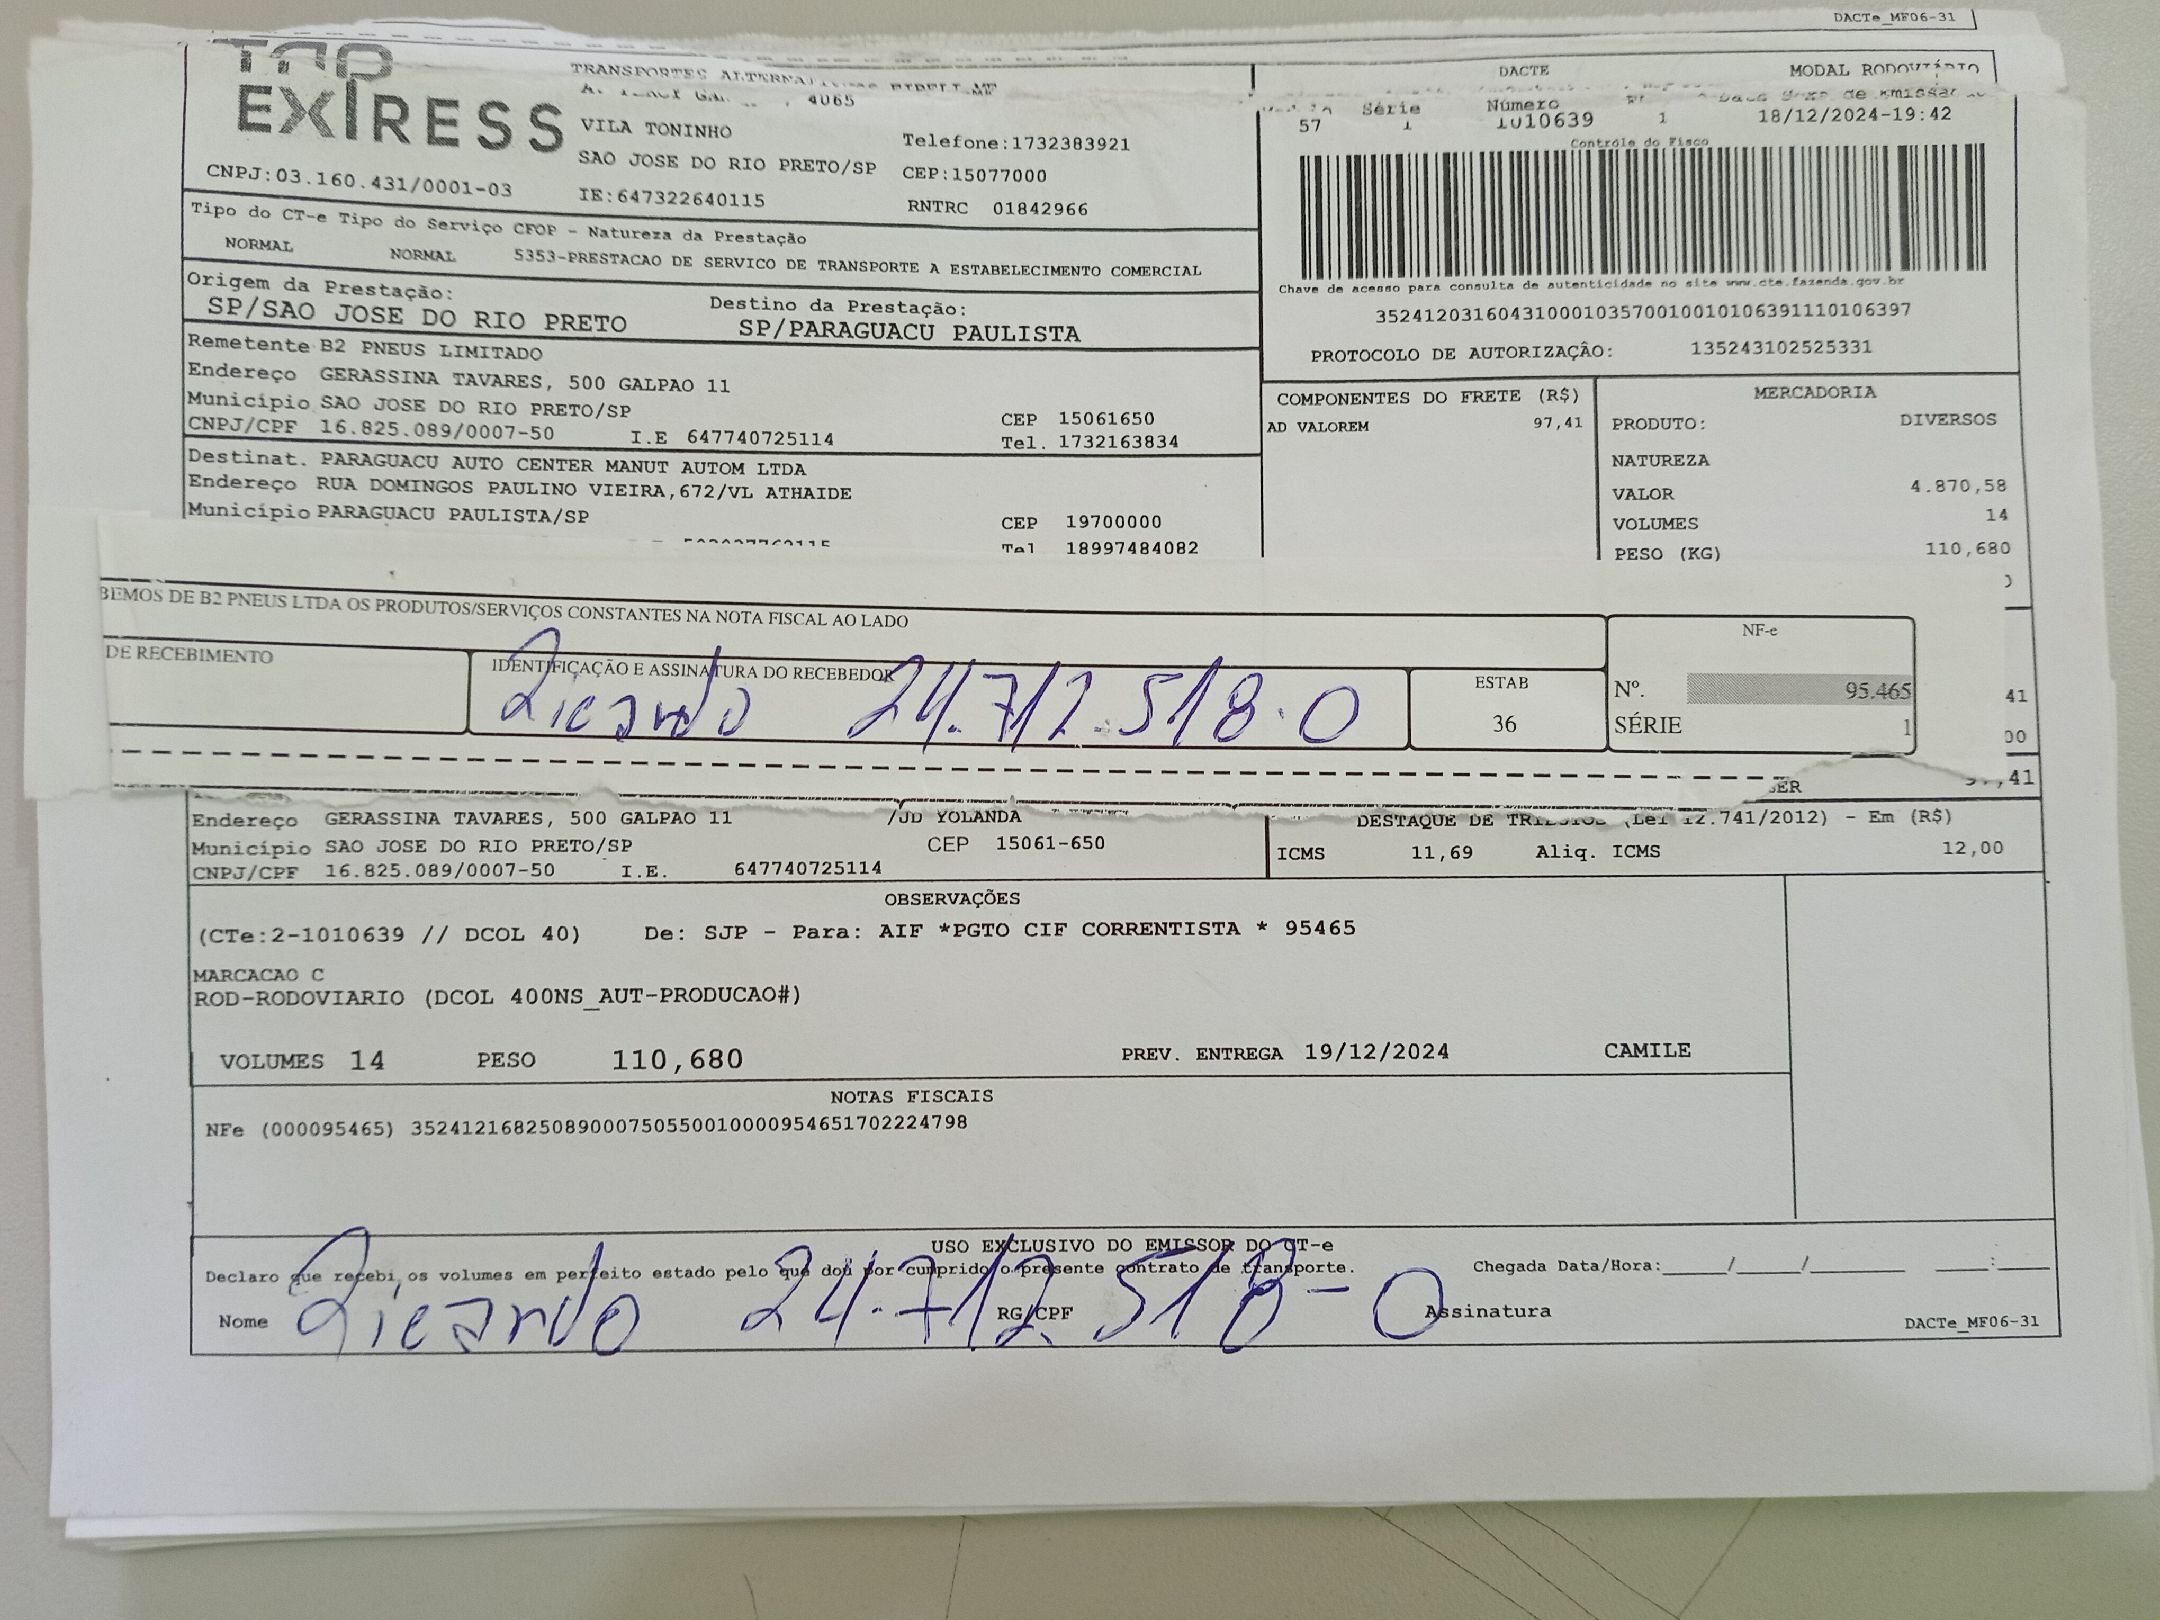 DACTe_MF06-31
EXPRESS
CNPJ:03.160.431/0001-03
TRANSPORTES
4065
VILA TONINHO
Telefone:1732383921
SAO JOSE DO RIO PRETO/SP CEP:15077000
IE:647322640115 RNTRC 01842966
DACTE MODAL RODOVIÁRIO
Série Número
57 1 1010639 1 18/12/2024-19:42
Controle do Fisco
Chave de acesso para consulta de autenticidade no site www.cte.fazenda.gov.br
35241203160431000103570010010106391110106397
PROTOCOLO DE AUTORIZAÇÂO: 135243102525331
Tipo do CT-e Tipo do Serviço CFOP - Natureza da Prestação
NORMAL NORMAL 5353-PRESTACAO DE SERVICO DE TRANSPORTE A ESTABELECIMENTO COMERCIAL
Origem da Prestação: Destino da Prestação:
SP/SAO JOSE DO RIO PRETO SP/PARAGUACU PAULISTA
Remetente B2 PNEUS LIMITADO
Endereço GERASSINA TAVARES, 500 GALPAO 11
Município SAO JOSE DO RIO PRETO/SP CEP 15061650
CNPJ/CPF 16.825.089/0007-50 I.E 647740725114 Tel. 1732163834
Destinat. PARAGUACU AUTO CENTER MANUT AUTOM LTDA
Endereço RUA DOMINGOS PAULINO VIEIRA,672/VL ATHAIDE
Município PARAGUACU PAULISTA/SP CEP 19700000
Tel 18997484082
COMPONENTES DO FRETE (R$)
AD VALOREM 97,41
MERCADORIA
PRODUTO: DIVERSOS
NATUREZA
VALOR 4.870,58
VOLUMES 14
PESO (KG) 110,680
BEMOS DE B2 PNEUS LTDA OS PRODUTOS/SERVIÇOS CONSTANTES NA NOTA FISCAL AO LADO
DE RECEBIMENTO
IDENTIFICAÇÃO E ASSINATURA DO RECEBEDOR
Ricardo 24.712.518-0
ESTAB
36
NF-e
Nº. 95.465
SÉRIE 1
41
00
97,41
Endereço GERASSINA TAVARES, 500 GALPAO 11 /JD YOLANDA
Município SAO JOSE DO RIO PRETO/SP CEP 15061-650
CNPJ/CPF 16.825.089/0007-50 I.E. 647740725114
DESTAQUE DE TRIBUTOS (Lei 12.741/2012) - Em (R$)
ICMS 11,69 Aliq. ICMS 12,00
OBSERVAÇÕES
(CTe:2-1010639 // DCOL 40) De: SJP - Para: AIF *PGTO CIF CORRENTISTA * 95465
MARCACAO C
ROD-RODOVIARIO (DCOL 400NS_AUT-PRODUCAO#)
VOLUMES 14 PESO 110,680 PREV. ENTREGA 19/12/2024 CAMILE
NOTAS FISCAIS
NFe (000095465) 35241216825089000750550010000954651702224798
USO EXCLUSIVO DO EMISSOR DO CT-e
Declaro que recebi os volumes em perfeito estado pelo que dou por cumprido o presente contrato de transporte. Chegada Data/Hora:____/____/______ ____:____
Nome Ricardo RG/CPF 24.712.518-0 Assinatura
DACTe_MF06-31